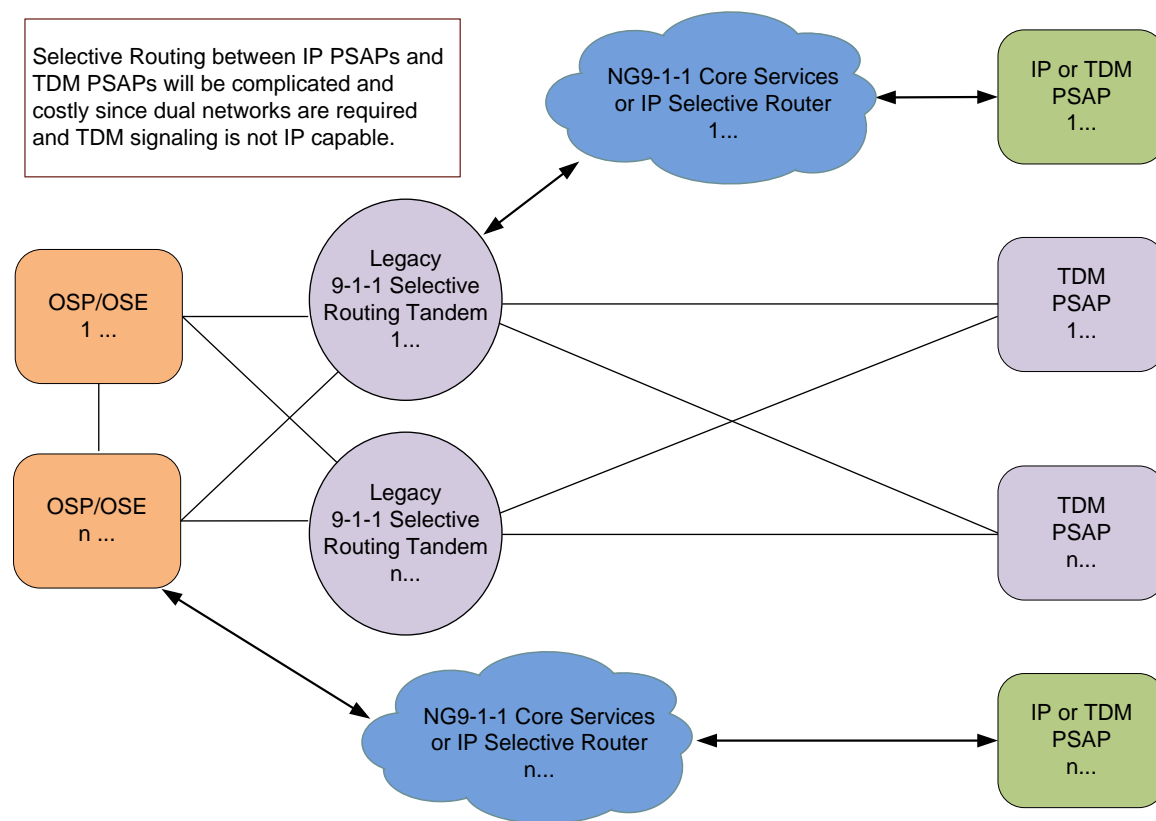 Selective Routing between IP PSAPs and
TDM PSAPs will be complicated and
costly since dual networks are required
and TDM signaling is not IP capable.
NG9-1-1 Core Services
or IP Selective Router
1...
IP or TDM
PSAP
1...
OSP/OSE
1 ...
Legacy
9-1-1 Selective
Routing Tandem
1...
TDM
PSAP
1...
OSP/OSE
n ...
Legacy
9-1-1 Selective
Routing Tandem
n...
TDM
PSAP
n...
NG9-1-1 Core Services
or IP Selective Router
n...
IP or TDM
PSAP
n...